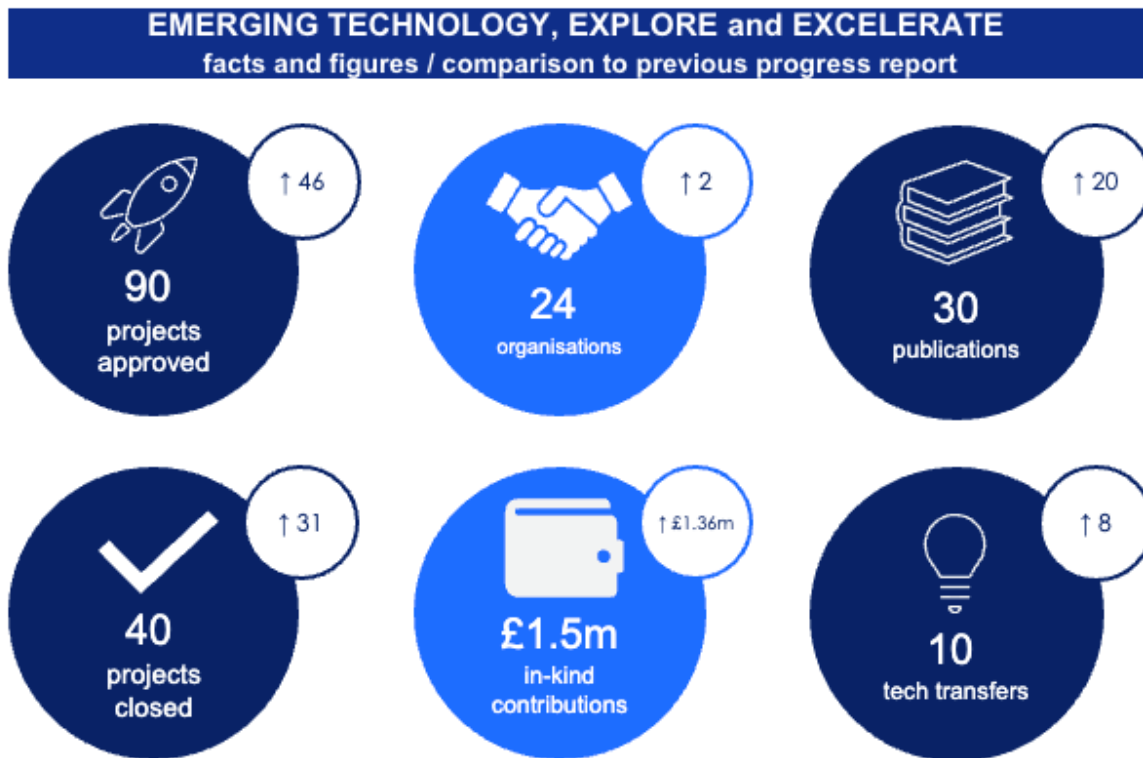 EMERGING TECHNOLOGY, EXPLORE and EXCELERATE
facts and figures / comparison to previous progress report
↑ 46
90
projects
approved
↑ 2
24
organisations
↑ 20
30
publications
↑ 31
40
projects
closed
↑ £1.36m
£1.5m
in-kind
contributions
↑ 8
10
tech transfers